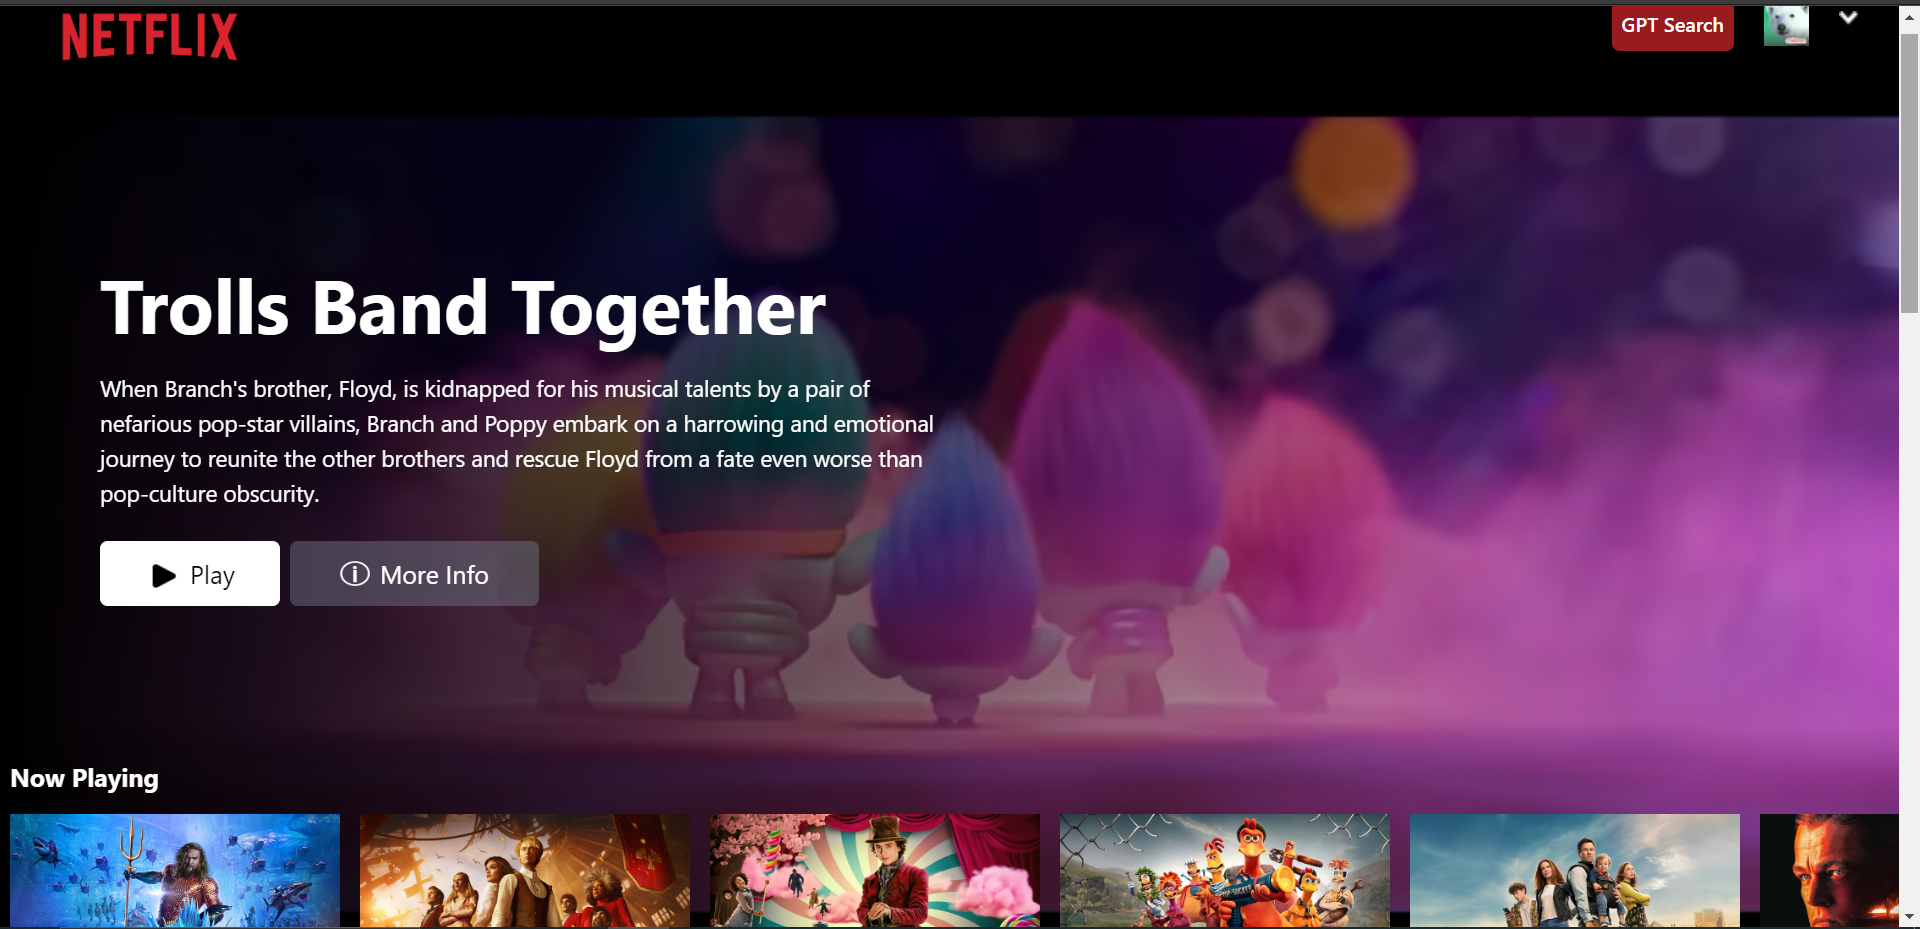 NETFLIX
GPT Search
Trolls Band Together
When Branch's brother, Floyd, is kidnapped for his musical talents by a pair of
nefarious pop-star villains, Branch and Poppy embark on a harrowing and emotional
journey to reunite the other brothers and rescue Floyd from a fate even worse than
pop-culture obscurity.
Play
More Info
Now Playing